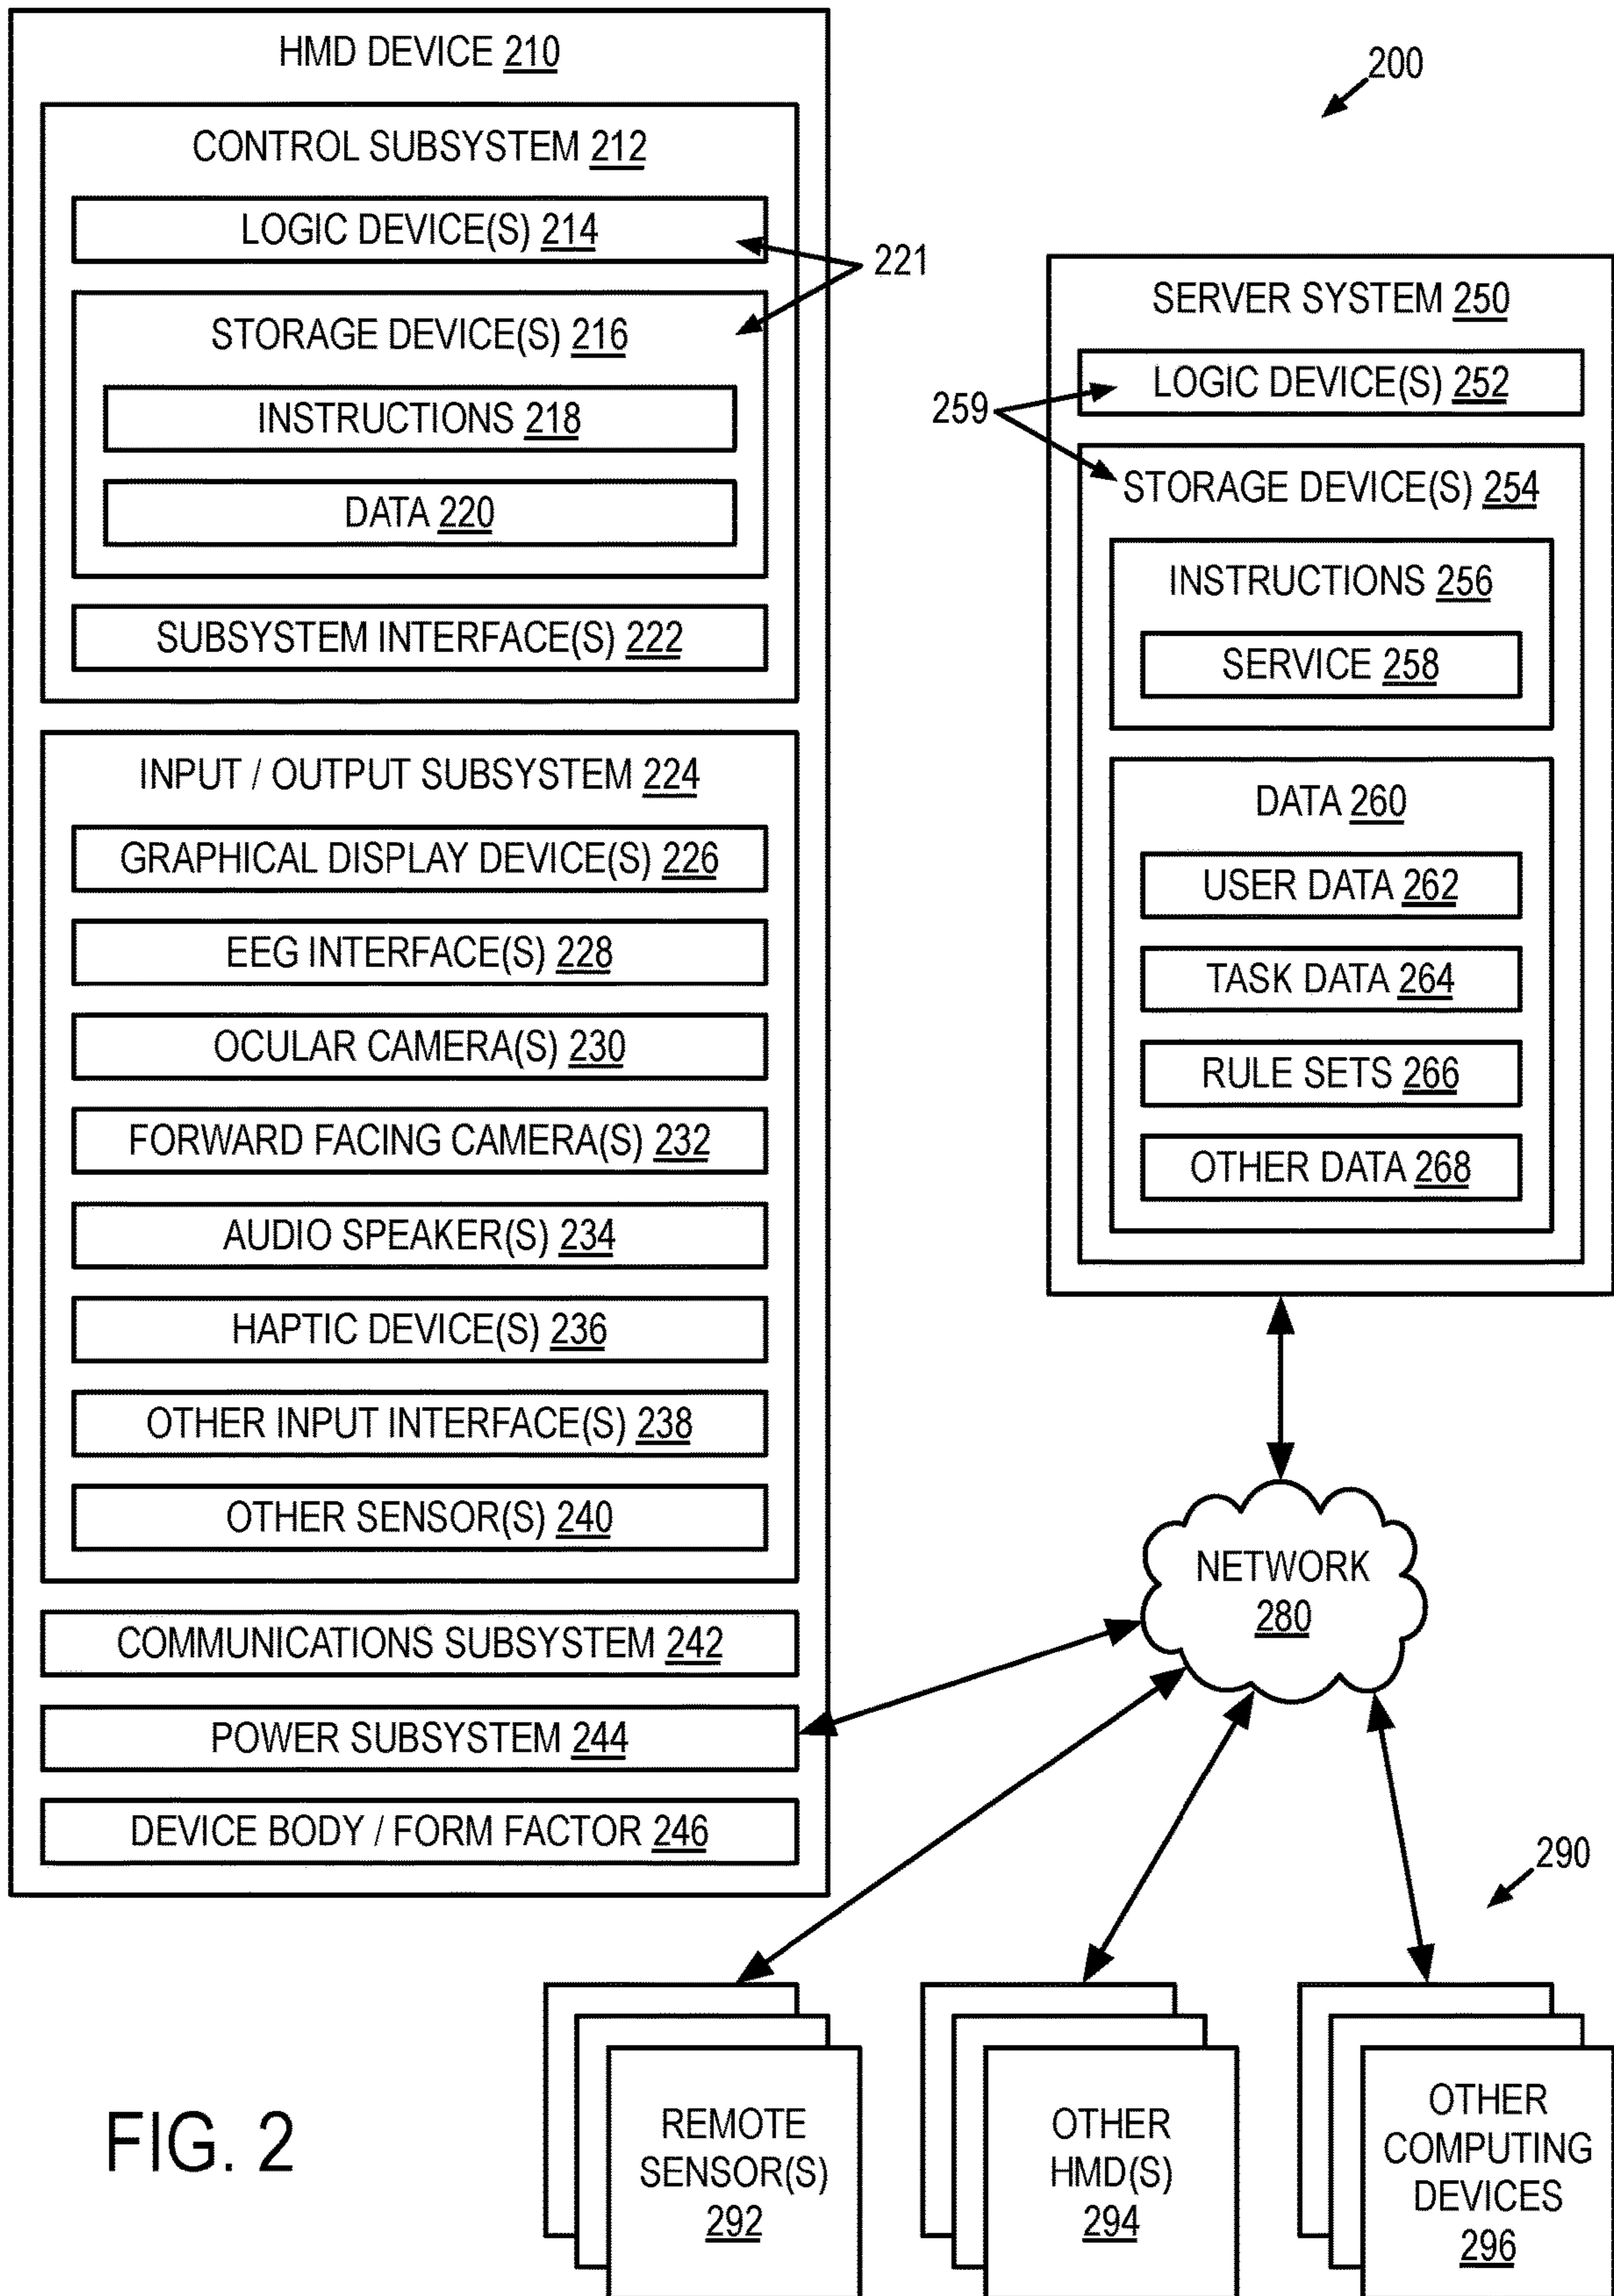 HMD DEVICE 210
CONTROL SUBSYSTEM 212
LOGIC DEVICE(S) 214
STORAGE DEVICE(S) 216
INSTRUCTIONS 218
DATA 220
SUBSYSTEM INTERFACE(S) 222
221
INPUT / OUTPUT SUBSYSTEM 224
GRAPHICAL DISPLAY DEVICE(S) 226
EEG INTERFACE(S) 228
OCULAR CAMERA(S) 230
FORWARD FACING CAMERA(S) 232
AUDIO SPEAKER(S) 234
HAPTIC DEVICE(S) 236
OTHER INPUT INTERFACE(S) 238
OTHER SENSOR(S) 240
COMMUNICATIONS SUBSYSTEM 242
POWER SUBSYSTEM 244
DEVICE BODY / FORM FACTOR 246
200
SERVER SYSTEM 250
LOGIC DEVICE(S) 252
259
STORAGE DEVICE(S) 254
INSTRUCTIONS 256
SERVICE 258
DATA 260
USER DATA 262
TASK DATA 264
RULE SETS 266
OTHER DATA 268
NETWORK
280
290
REMOTE
SENSOR(S)
292
OTHER
HMD(S)
294
OTHER
COMPUTING
DEVICES
296
FIG. 2